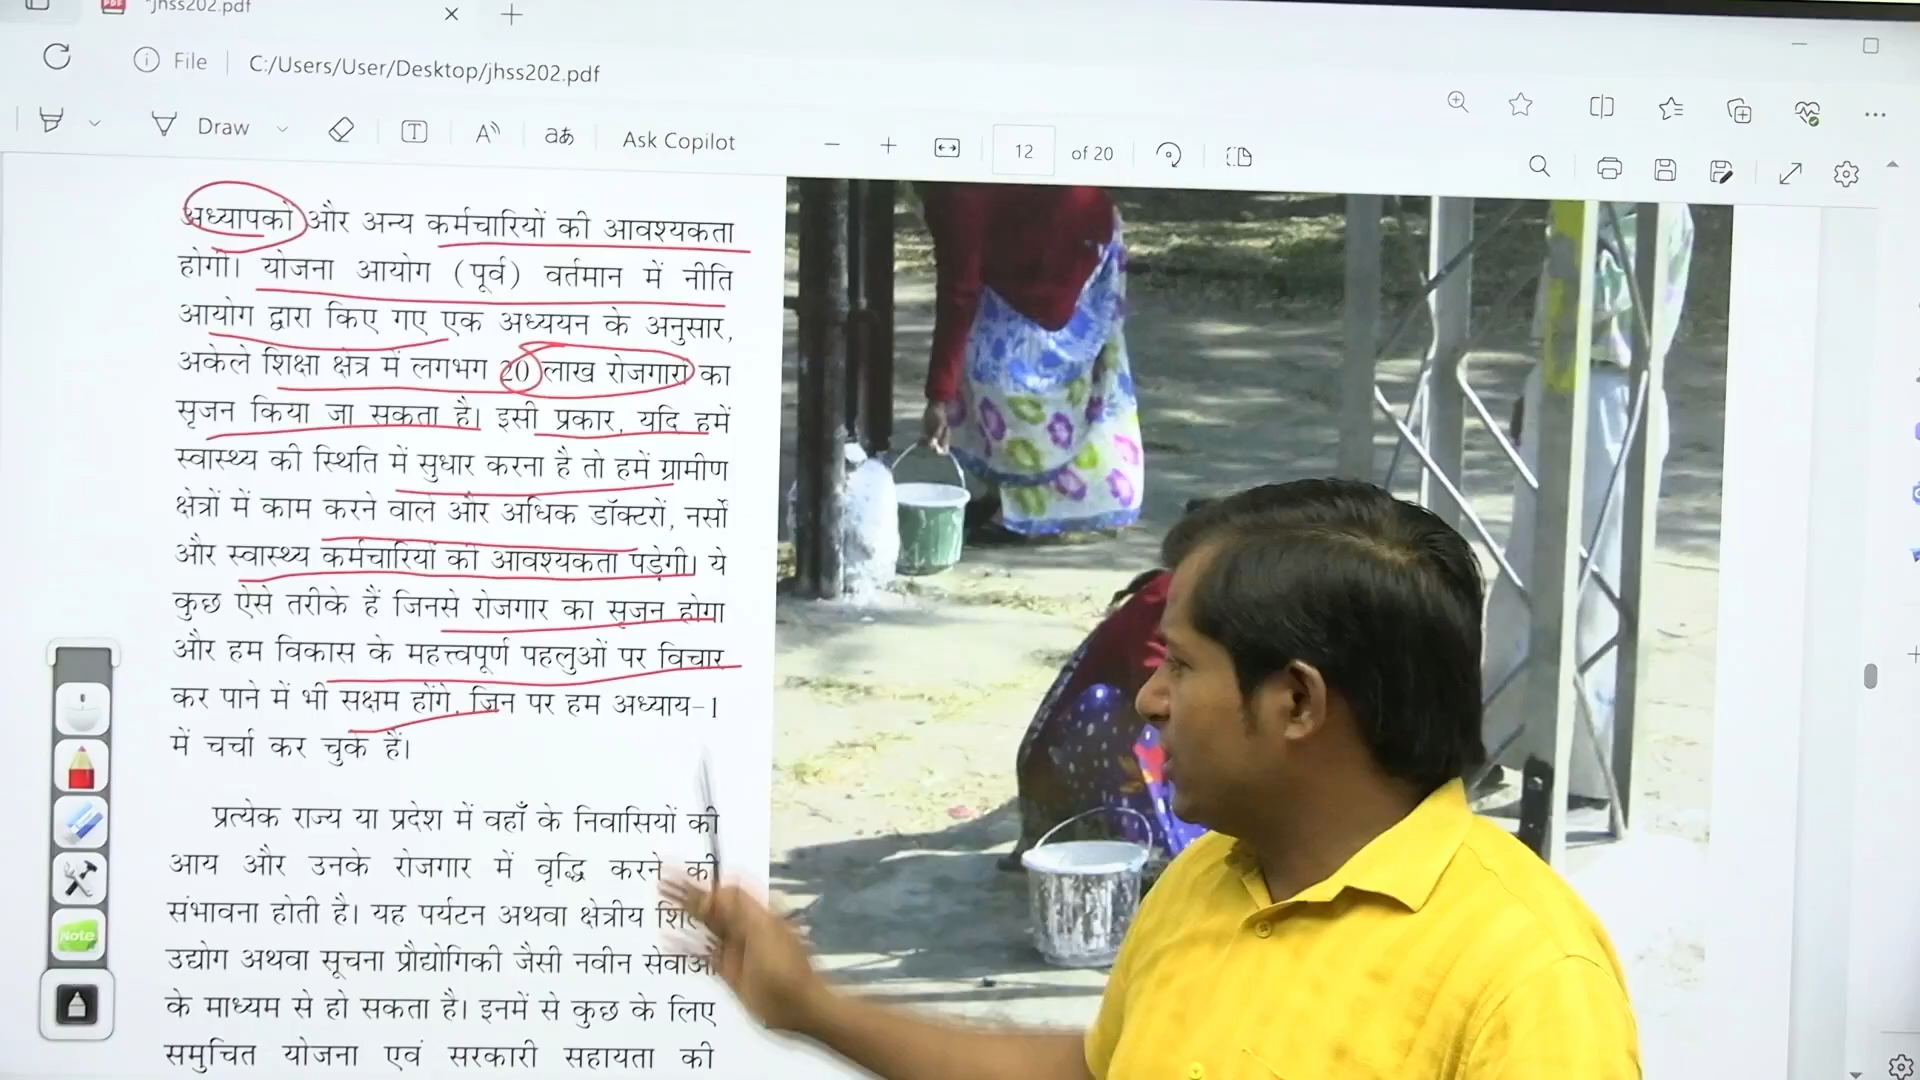 jhss202.pdf
File C:/Users/User/Desktop/jhss202.pdf
Draw T A aあ Ask Copilot 12 of 20
अध्यापकों और अन्य कर्मचारियों की आवश्यकता
होगी। योजना आयोग (पूर्व) वर्तमान में नीति
आयोग द्वारा किए गए एक अध्ययन के अनुसार,
अकेले शिक्षा क्षेत्र में लगभग 20 लाख रोजगारों का
सृजन किया जा सकता है। इसी प्रकार, यदि हमें
स्वास्थ्य की स्थिति में सुधार करना है तो हमें ग्रामीण
क्षेत्रों में काम करने वाले और अधिक डॉक्टरों, नर्सों
और स्वास्थ्य कर्मचारियों की आवश्यकता पड़ेगी। ये
कुछ ऐसे तरीके हैं जिनसे रोजगार का सृजन होगा
और हम विकास के महत्त्वपूर्ण पहलुओं पर विचार
कर पाने में भी सक्षम होंगे, जिन पर हम अध्याय-1
में चर्चा कर चुके हैं।
प्रत्येक राज्य या प्रदेश में वहाँ के निवासियों की
आय और उनके रोजगार में वृद्धि करने की
संभावना होती है। यह पर्यटन अथवा क्षेत्रीय
उद्योग अथवा सूचना प्रौद्योगिकी जैसी नवीन सेवाओं
के माध्यम से हो सकता है। इनमें से कुछ के लिए
समुचित योजना एवं सरकारी सहायता की
Note